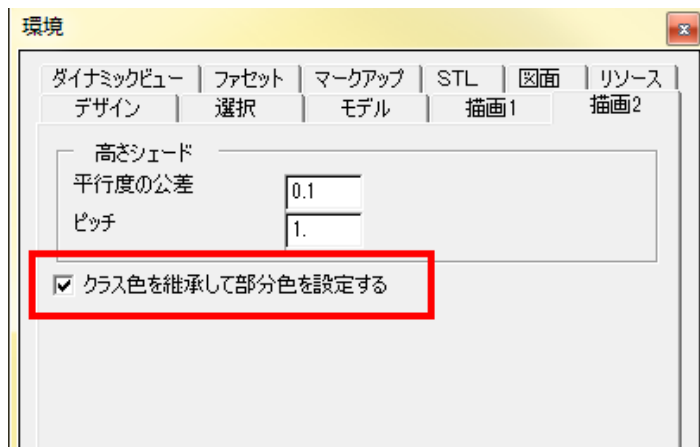 環境
ダイナミックビュー ファセット マークアップ STL 図面 リソース
デザイン 選択 モデル 描画1 描画2
高さシェード
平行度の公差 0.1
ピッチ 1.
クラス色を継承して部分色を設定する